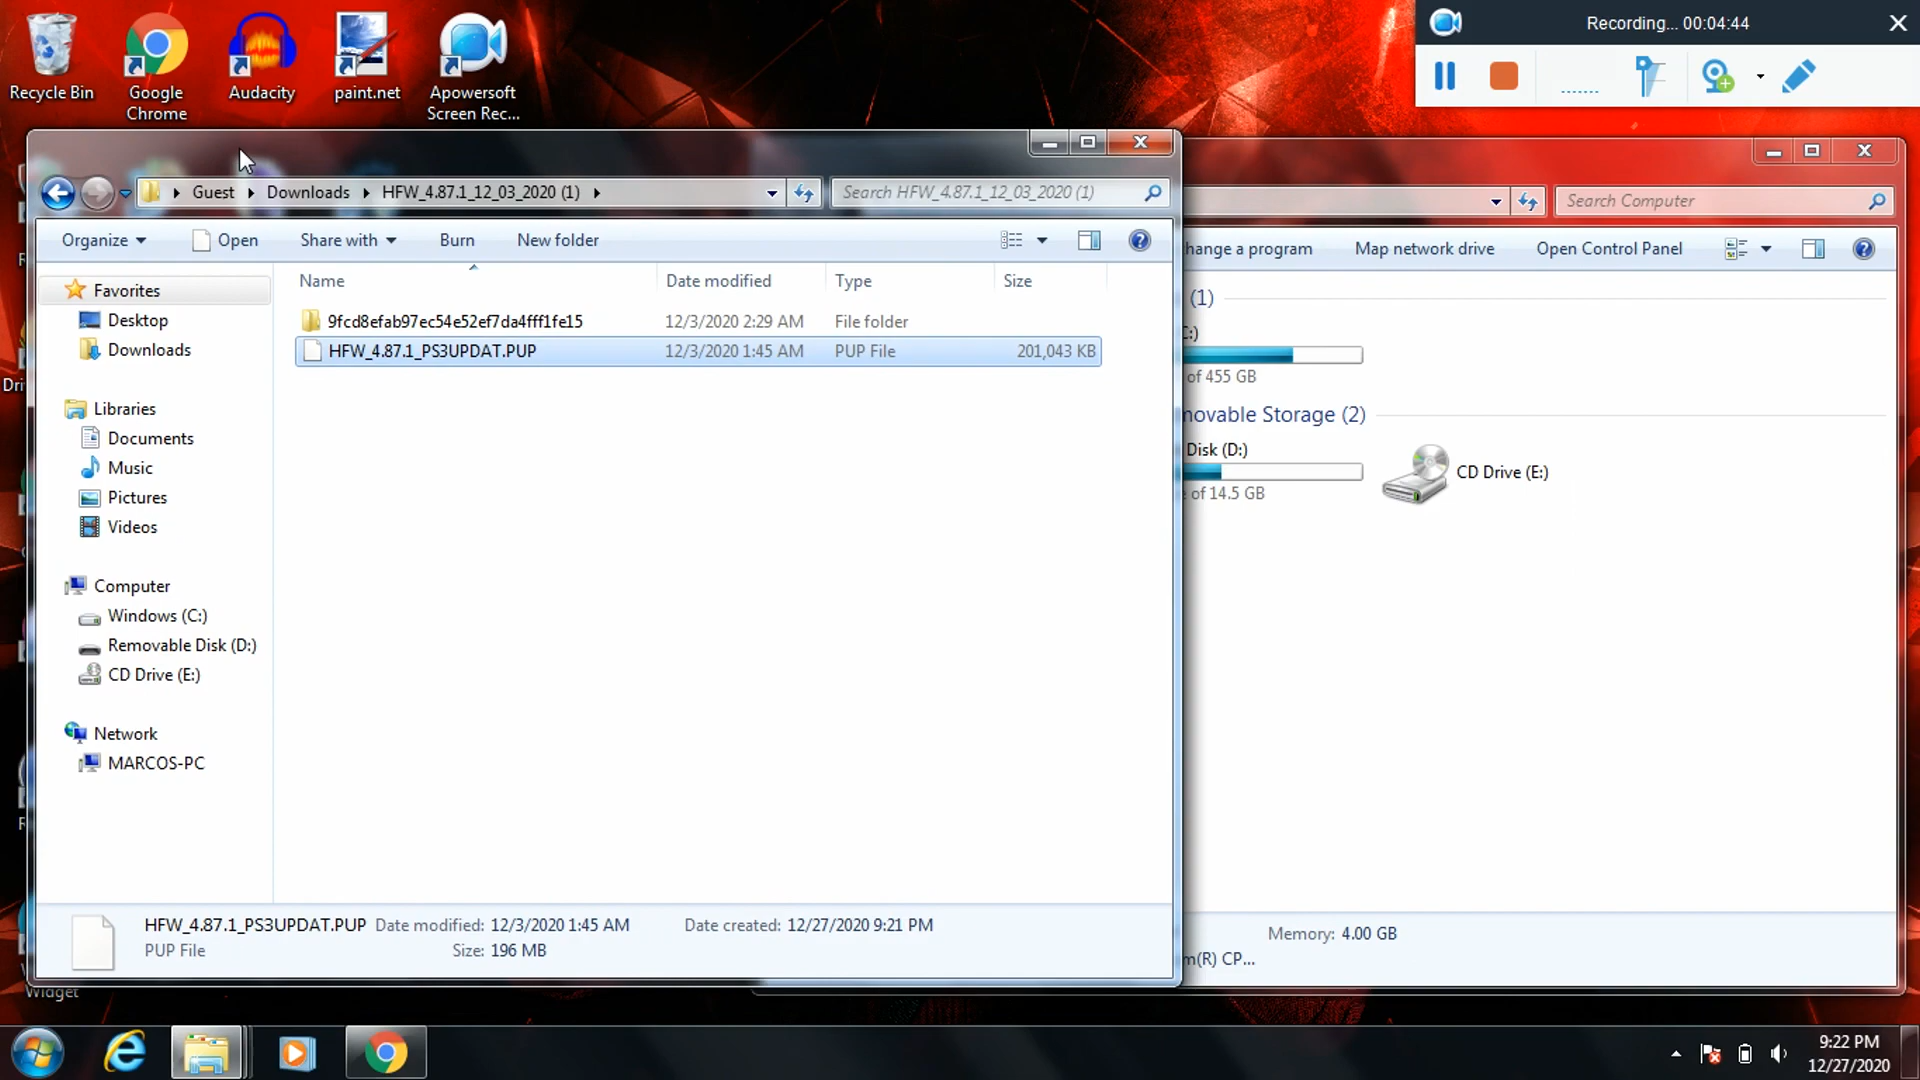 Recycle Bin
Google Chrome
Audacity
paint.net
Apowersoft Screen Rec...
Recording... 00:04:44
Guest
Downloads
HFW_4.87.1_12_03_2020 (1)
Search HFW_4.87.1_12_03_2020 (1)
Organize
Open
Share with
Burn
New folder
Name
Date modified
Type
Size
9fcd8efab97ec54e52ef7da4fff1fe15
12/3/2020 2:29 AM
File folder
HFW_4.87.1_PS3UPDAT.PUP
12/3/2020 1:45 AM
PUP File
201,043 KB
Favorites
Desktop
Downloads
Libraries
Documents
Music
Pictures
Videos
Computer
Windows (C:)
Removable Disk (D:)
CD Drive (E:)
Network
MARCOS-PC
HFW_4.87.1_PS3UPDAT.PUP Date modified: 12/3/2020 1:45 AM Date created: 12/27/2020 9:21 PM
PUP File Size: 196 MB
Search Computer
hange a program
Map network drive
Open Control Panel
(1)
C:)
of 455 GB
movable Storage (2)
Disk (D:)
of 14.5 GB
CD Drive (E:)
Memory: 4.00 GB
m(R) CP...
Widget
9:22 PM
12/27/2020